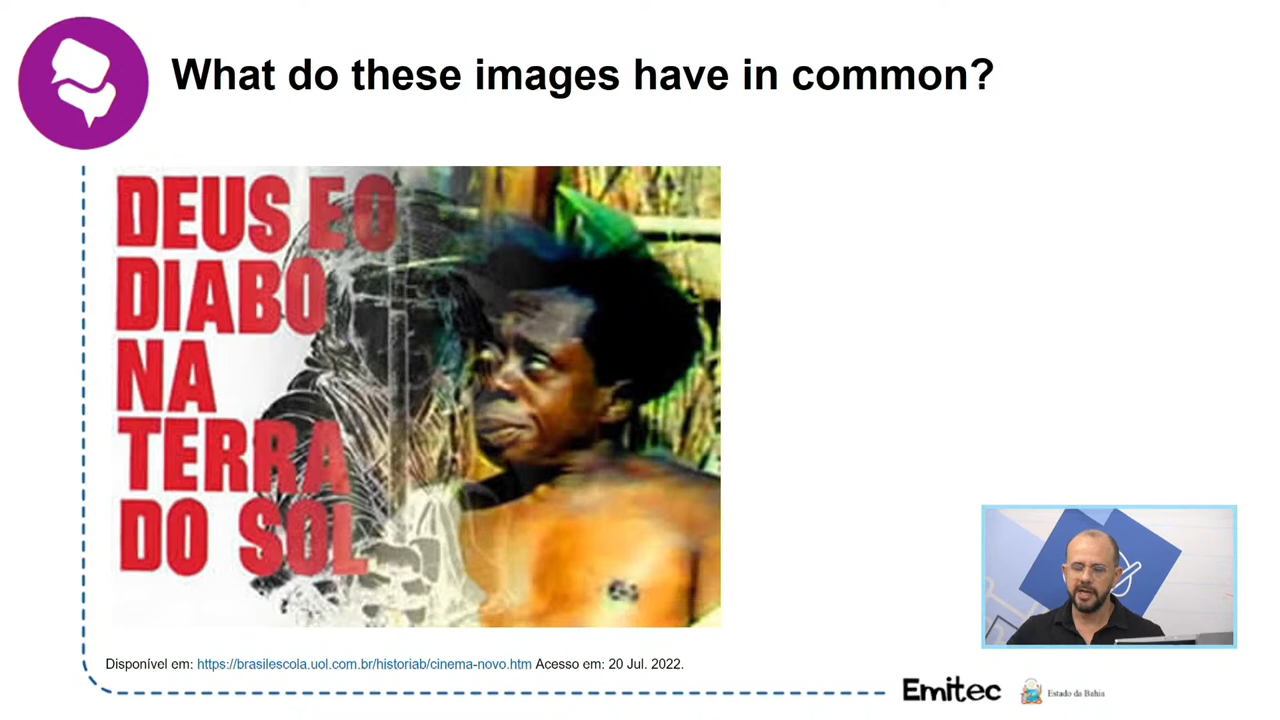 What do these images have in common?
DEUS E O
DIABO
NA
TERRA
DO SOL
Disponível em: https://brasilescola.uol.com.br/historiab/cinema-novo.htm Acesso em: 20 Jul. 2022.
Emitec
Estado da Bahia